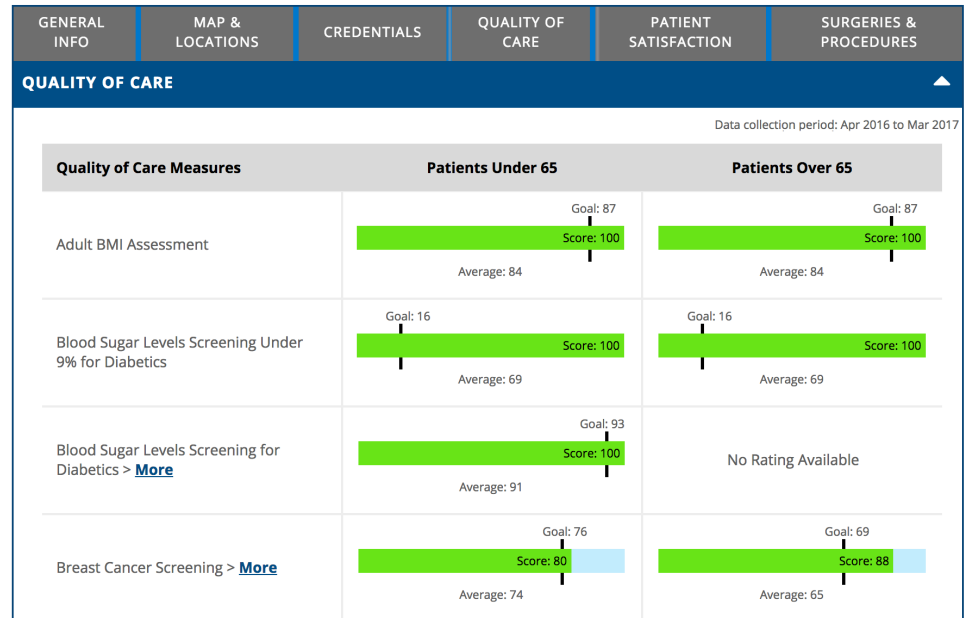 GENERAL INFO
MAP & LOCATIONS
CREDENTIALS
QUALITY OF CARE
PATIENT SATISFACTION
SURGERIES & PROCEDURES
QUALITY OF CARE
Data collection period: Apr 2016 to Mar 2017
Quality of Care Measures
Patients Under 65
Patients Over 65
Adult BMI Assessment
Goal: 87
Score: 100
Average: 84
Goal: 87
Score: 100
Average: 84
Blood Sugar Levels Screening Under
9% for Diabetics
Goal: 16
Score: 100
Average: 69
Goal: 16
Score: 100
Average: 69
Blood Sugar Levels Screening for
Diabetics > More
Goal: 93
Score: 100
Average: 91
No Rating Available
Breast Cancer Screening > More
Goal: 76
Score: 80
Average: 74
Goal: 69
Score: 88
Average: 65